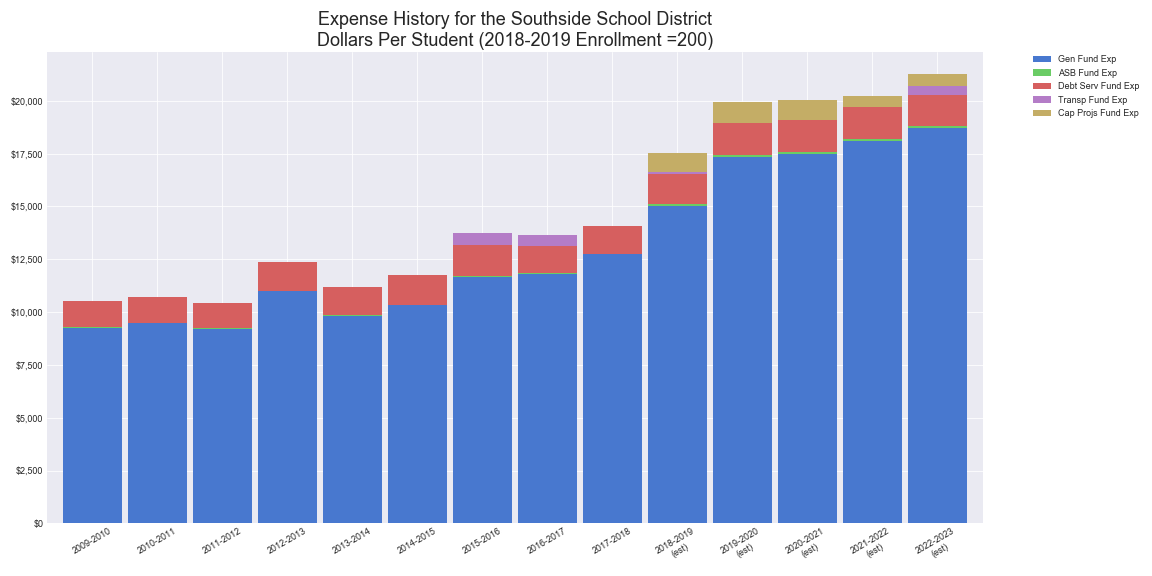 Expense History for the Southside School District
Dollars Per Student (2018-2019 Enrollment =200)
Gen Fund Exp
ASB Fund Exp
Debt Serv Fund Exp
Transp Fund Exp
Cap Projs Fund Exp
$20,000
$17,500
$15,000
$12,500
$10,000
$7,500
$5,000
$2,500
$0
2009-2010
2010-2011
2011-2012
2012-2013
2013-2014
2014-2015
2015-2016
2016-2017
2017-2018
2018-2019
(est)
2019-2020
(est)
2020-2021
(est)
2021-2022
(est)
2022-2023
(est)